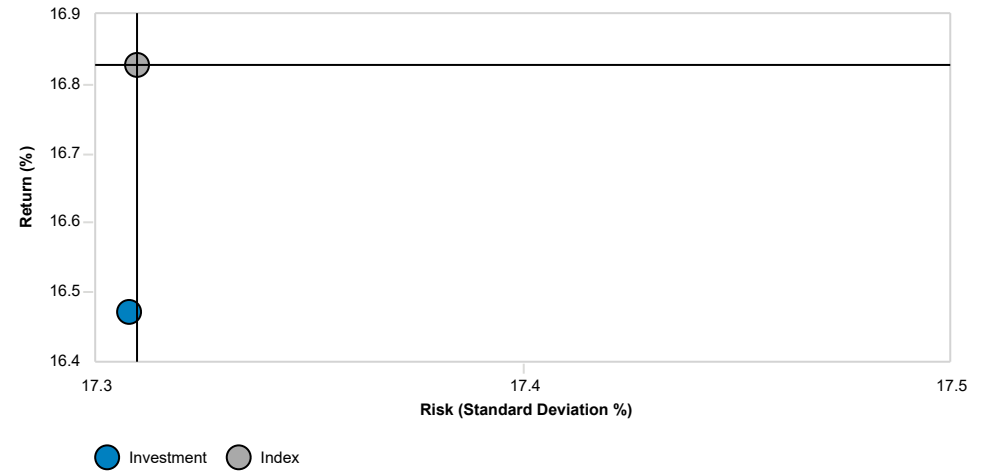 16.9
16.8
16.7
16.6
16.5
16.4
Return (%)
17.3 17.4 17.5
Risk (Standard Deviation %)
Investment Index